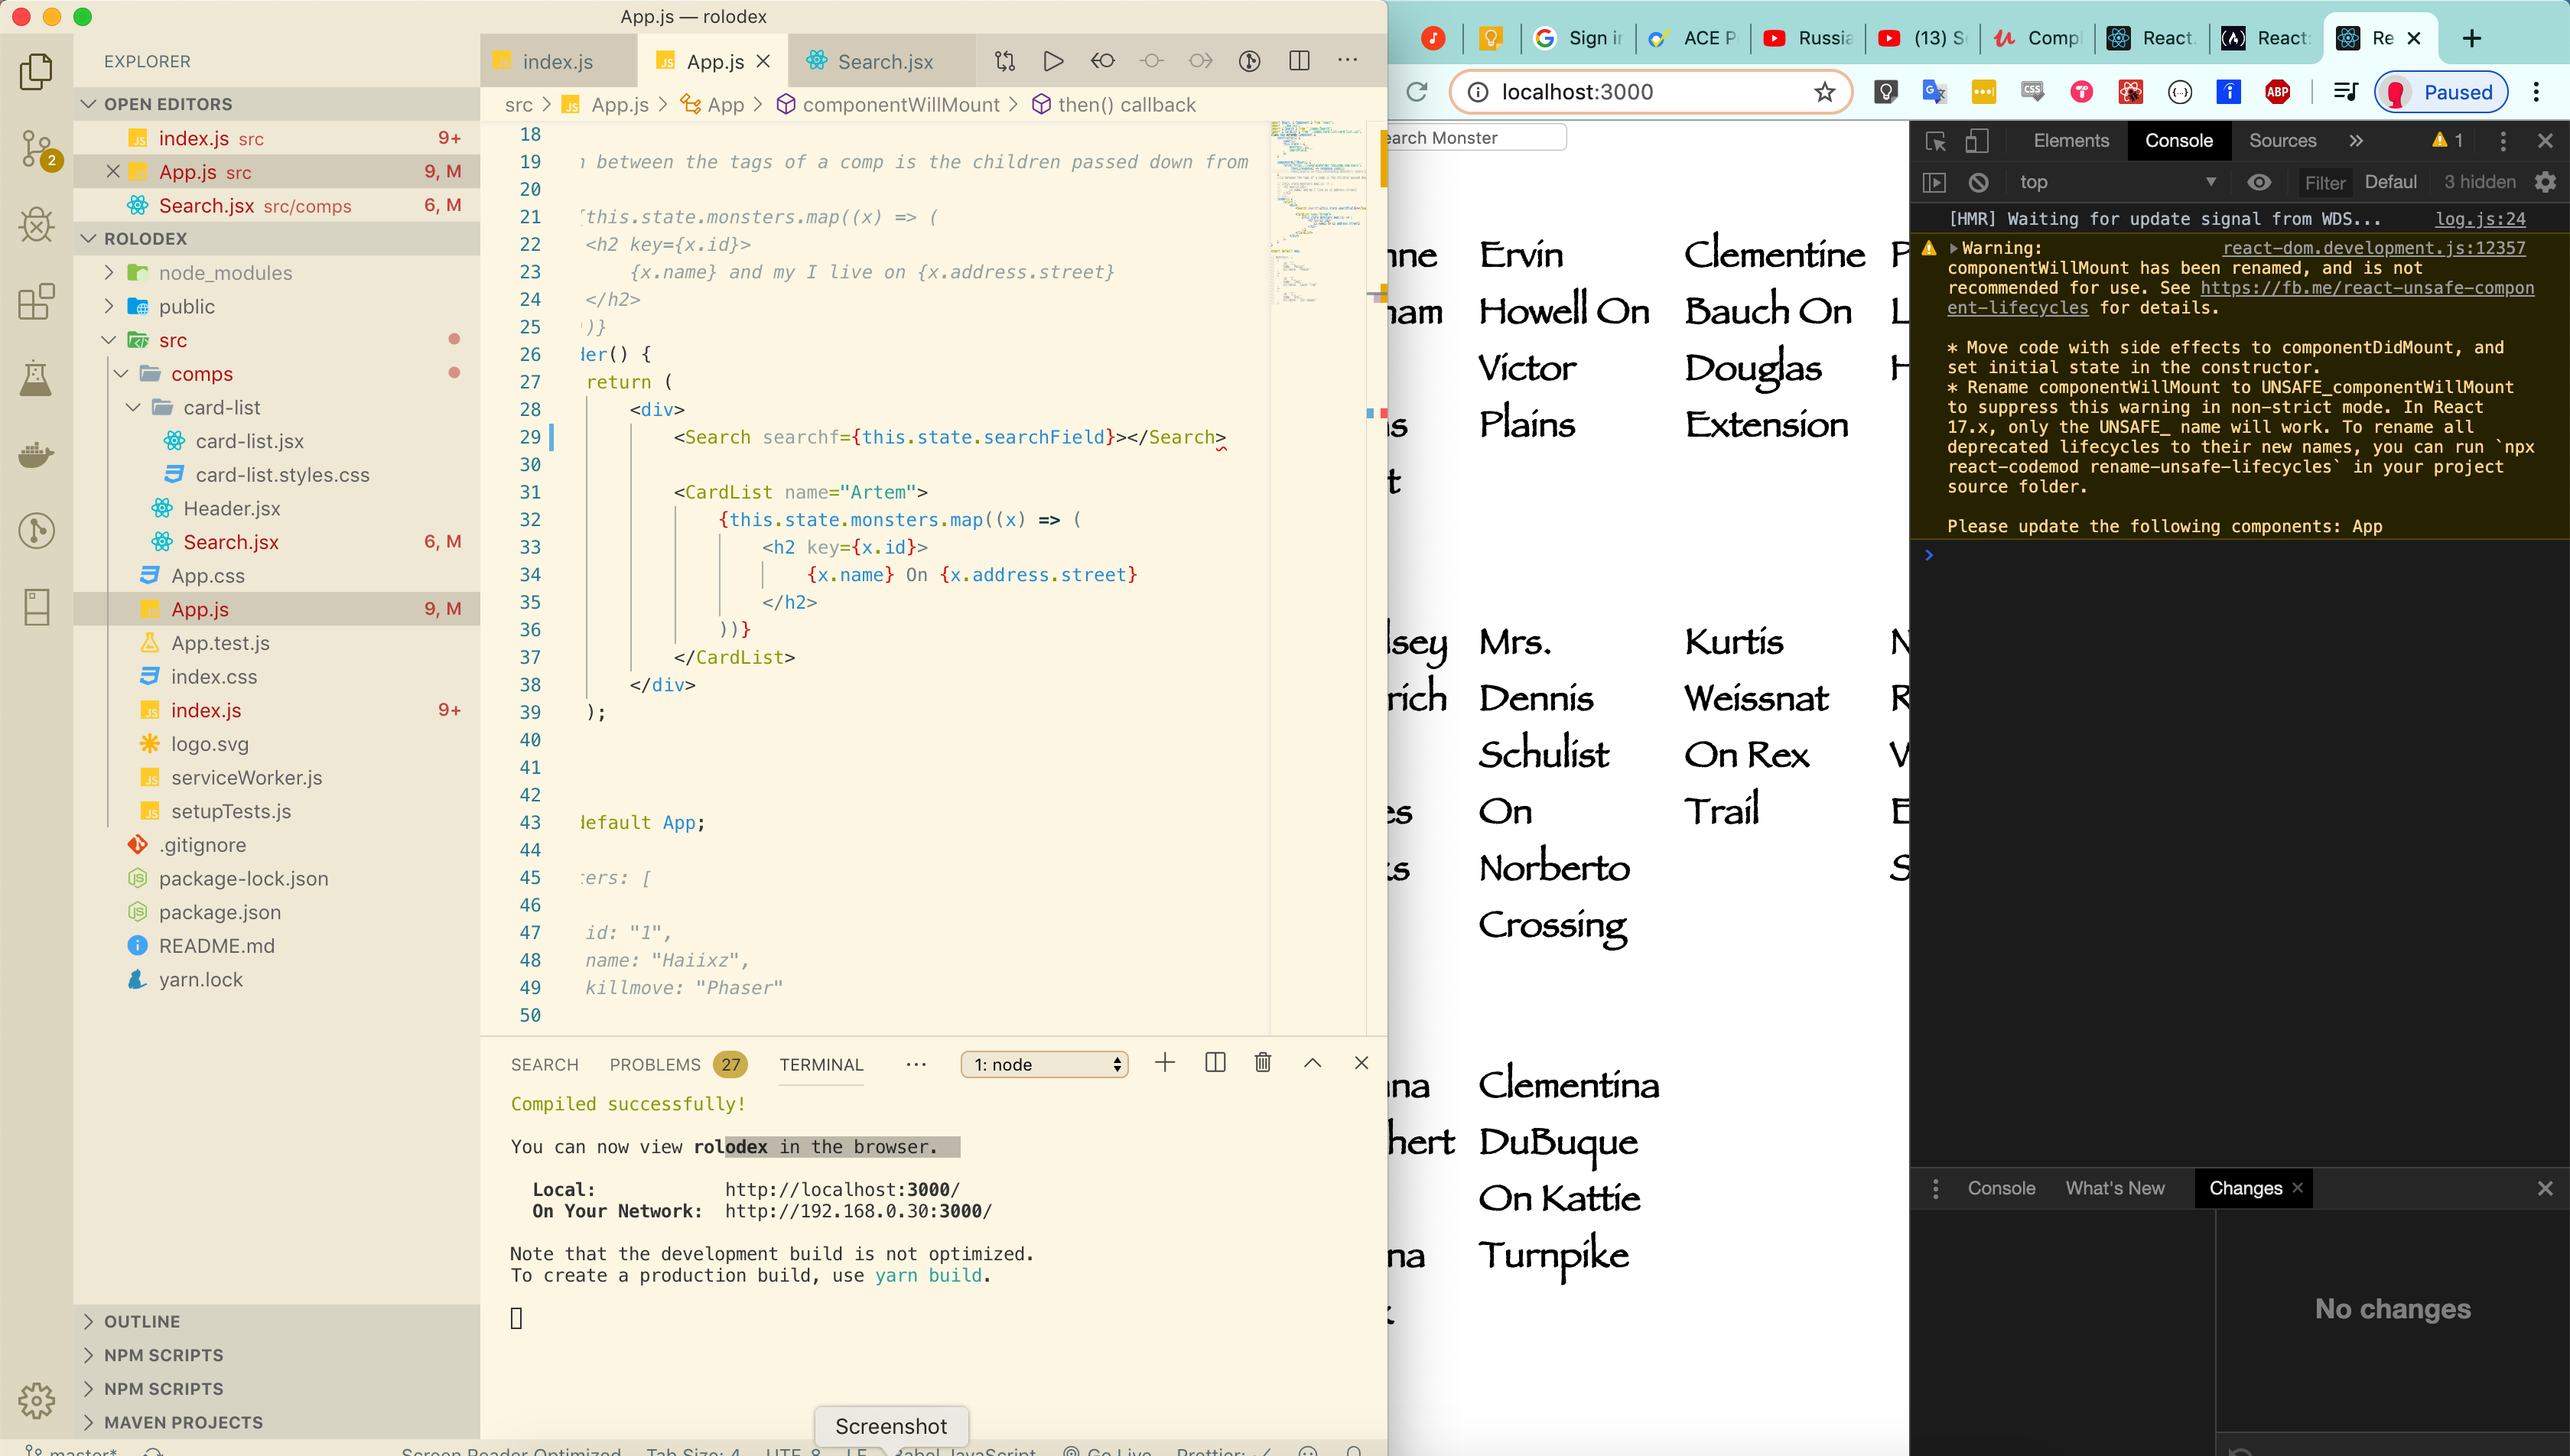 App.js — rolodex
EXPLORER
OPEN EDITORS
index.js src 9+
App.js src 9, M
Search.jsx src/comps 6, M
ROLODEX
node_modules
public
src
comps
card-list
card-list.jsx
card-list.styles.css
Header.jsx
Search.jsx 6, M
App.css
App.js 9, M
App.test.js
index.css
index.js 9+
logo.svg
serviceWorker.js
setupTests.js
.gitignore
package-lock.json
package.json
README.md
yarn.lock
OUTLINE
NPM SCRIPTS
NPM SCRIPTS
MAVEN PROJECTS
2
index.js App.js Search.jsx
src > App.js > App > componentWillMount > then() callback
18
19 between the tags of a comp is the children passed down from
20
21 this.state.monsters.map((x) => (
22 <h2 key={x.id}>
23 {x.name} and my I live on {x.address.street}
24 </h2>
25 )}
26 der() {
27 return (
28 <div>
29 <Search searchf={this.state.searchField}></Search>
30
31 <CardList name="Artem">
32 {this.state.monsters.map((x) => (
33 <h2 key={x.id}>
34 {x.name} On {x.address.street}
35 </h2>
36 ))}
37 </CardList>
38 </div>
39 );
40
41
42
43 default App;
44
45 ers: [
46
47 id: "1",
48 name: "Haiixz",
49 killmove: "Phaser"
50
SEARCH PROBLEMS 27 TERMINAL ··· 1: node
Compiled successfully!
You can now view rolodex in the browser.
Local: http://localhost:3000/
On Your Network: http://192.168.0.30:3000/
Note that the development build is not optimized.
To create a production build, use yarn build.
Screenshot
master*
Screen Reader Optimized Tab Size: 4 UTF-8 LF Babel JavaScript Go Live Prettier: ✓
Sign in ACE P Russia (13) S Compl React. React: Re
localhost:3000
CSS ABP Paused
earch Monster
nne Ervin Clementine P
ham Howell On Bauch On L
Victor Douglas H
s Plains Extension
t
lsey Mrs. Kurtis N
rich Dennis Weissnat R
Schulist On Rex V
es On Trail E
ks Norberto S
Crossing
na Clementina
hert DuBuque
On Kattie
na Turnpike
Elements Console Sources » 1
top Filter Defaul 3 hidden
[HMR] Waiting for update signal from WDS... log.js:24
Warning: react-dom.development.js:12357
componentWillMount has been renamed, and is not
recommended for use. See https://fb.me/react-unsafe-compon
ent-lifecycles for details.
* Move code with side effects to componentDidMount, and
set initial state in the constructor.
* Rename componentWillMount to UNSAFE_componentWillMount
to suppress this warning in non-strict mode. In React
17.x, only the UNSAFE_ name will work. To rename all
deprecated lifecycles to their new names, you can run `npx
react-codemod rename-unsafe-lifecycles` in your project
source folder.
Please update the following components: App
Console What's New Changes
No changes